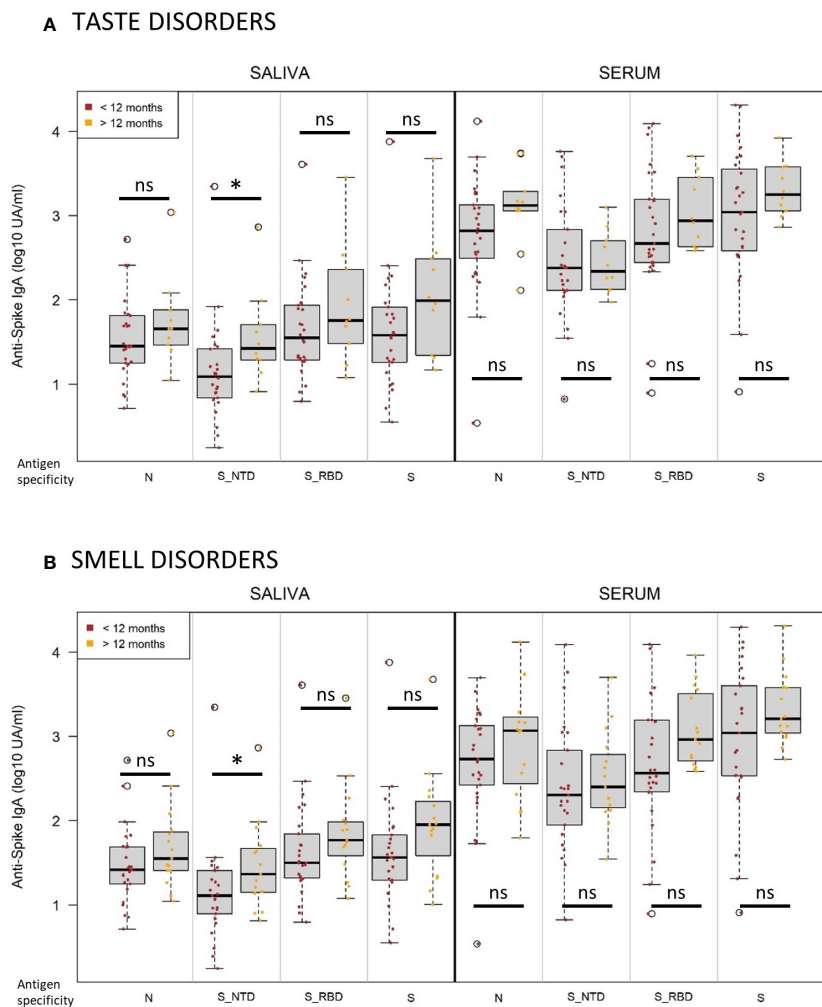 A TASTE DISORDERS
SALIVA SERUM
< 12 months
> 12 months
Anti-Spike IgA (log10 UA/ml)
4
3
2
1
ns * ns ns
ns ns ns ns
Antigen
specificity
N S_NTD S_RBD S N S_NTD S_RBD S
B SMELL DISORDERS
SALIVA SERUM
< 12 months
> 12 months
Anti-Spike IgA (log10 UA/ml)
4
3
2
1
ns * ns ns
ns ns ns ns
Antigen
specificity
N S_NTD S_RBD S N S_NTD S_RBD S